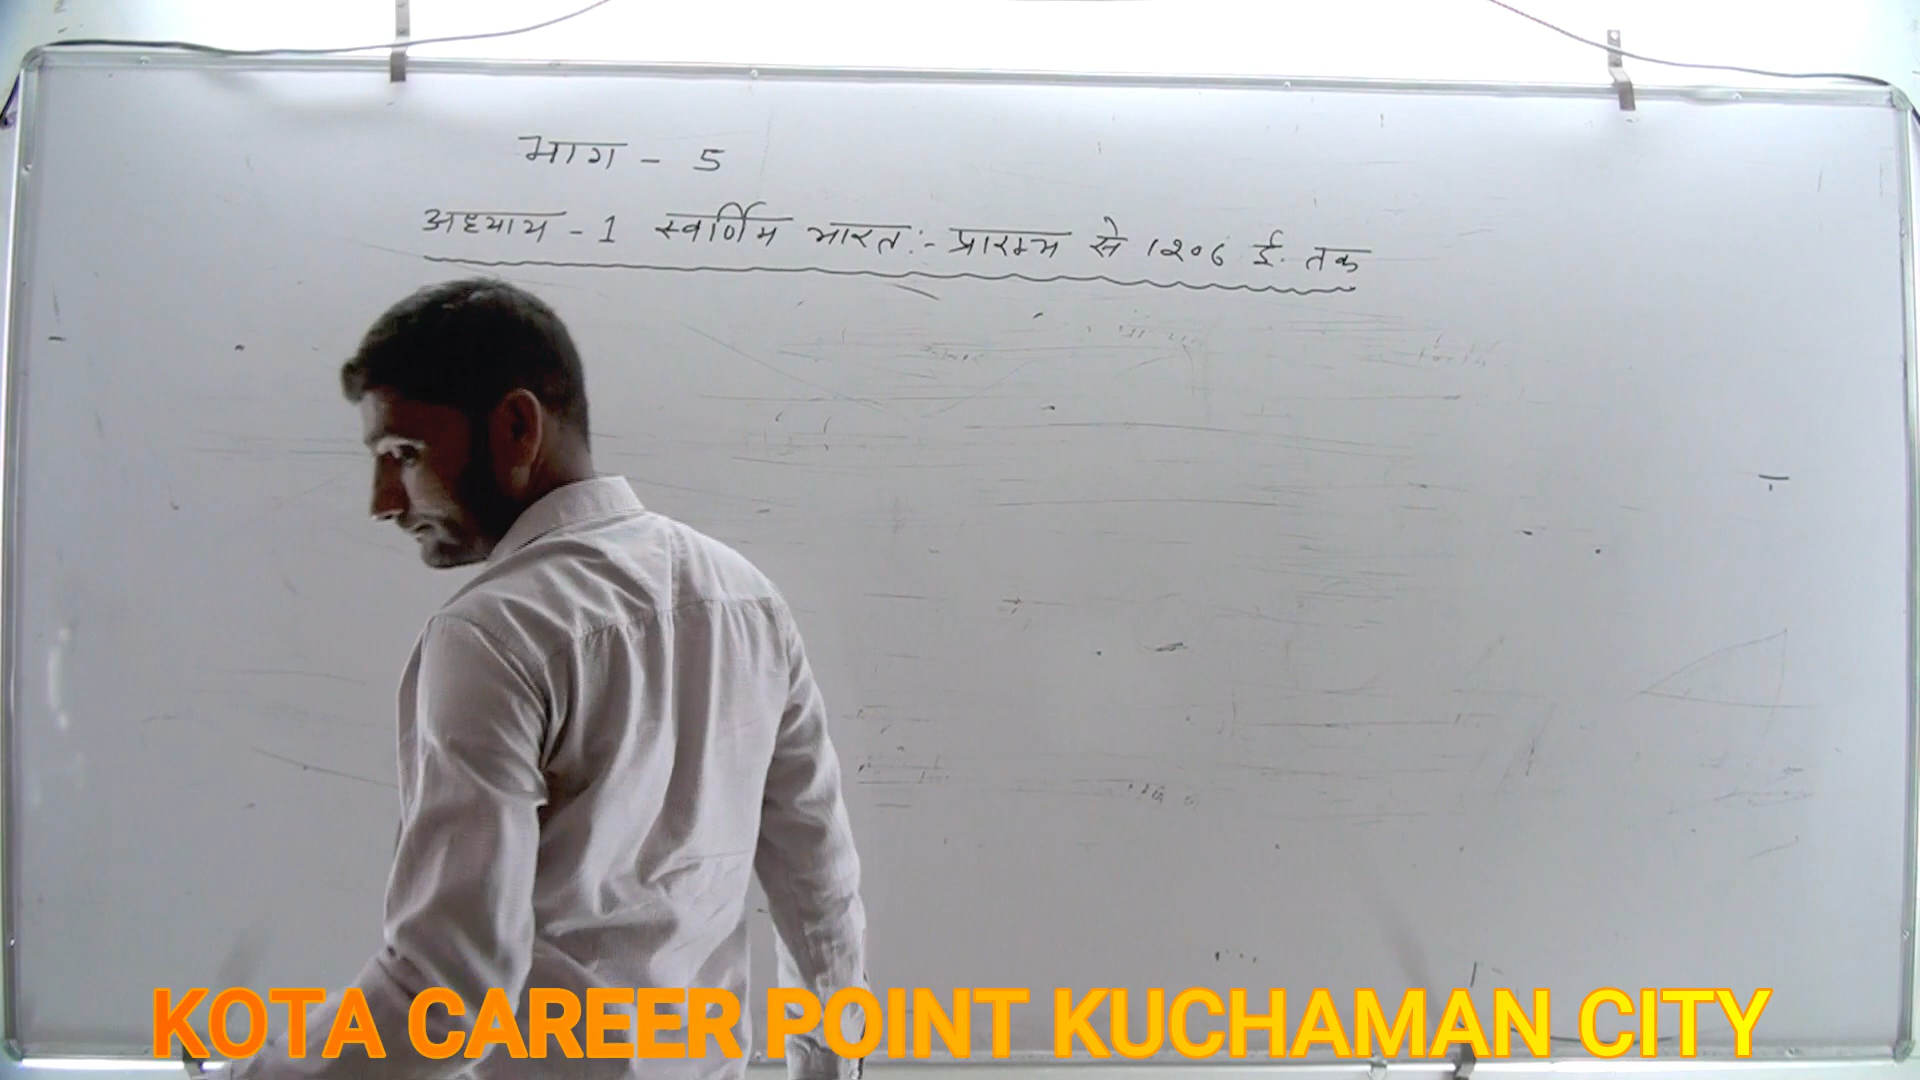 भाग - 5
अध्याय - 1 स्वर्णिम भारत:- प्रारम्भ से 1206 ई. तक
KOTA CAREER POINT KUCHAMAN CITY